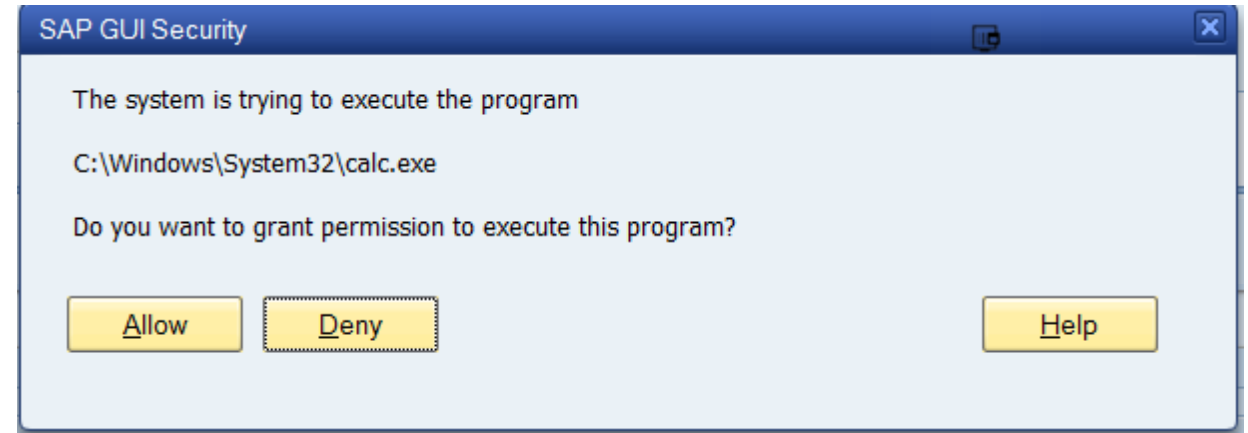 SAP GUI Security
The system is trying to execute the program
C:\Windows\System32\calc.exe
Do you want to grant permission to execute this program?
Allow Deny Help